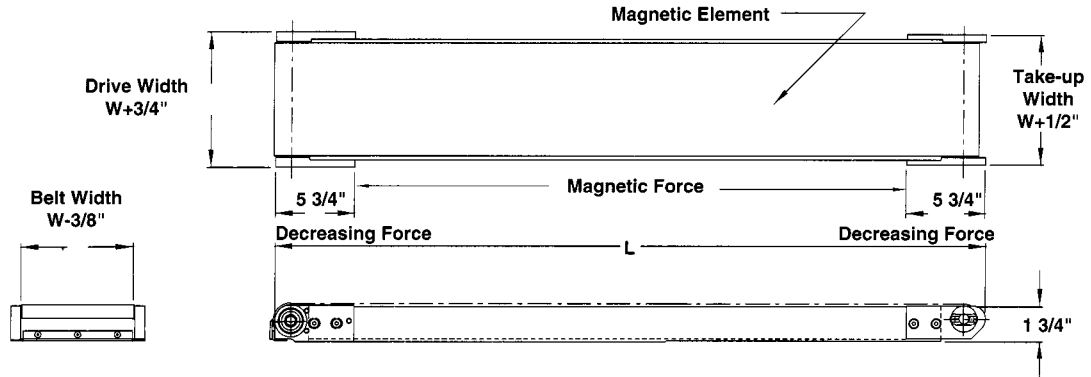 Magnetic Element
Drive Width
W+3/4"
Take-up
Width
W+1/2"
Belt Width
W-3/8"
5 3/4"
Magnetic Force
5 3/4"
Decreasing Force
L
Decreasing Force
1 3/4"